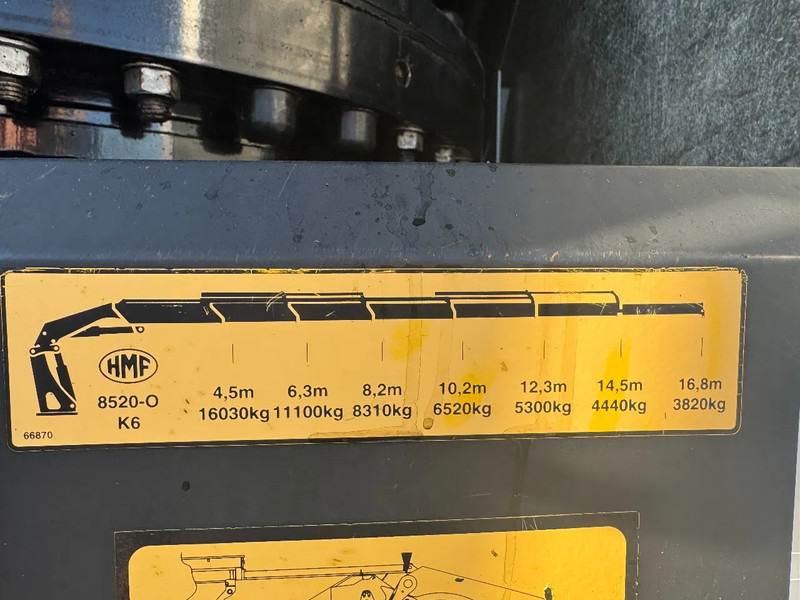 HMF
8520-O
K6
66870
4,5m 6,3m 8,2m 10,2m 12,3m 14,5m 16,8m
16030kg 11100kg 8310kg 6520kg 5300kg 4440kg 3820kg